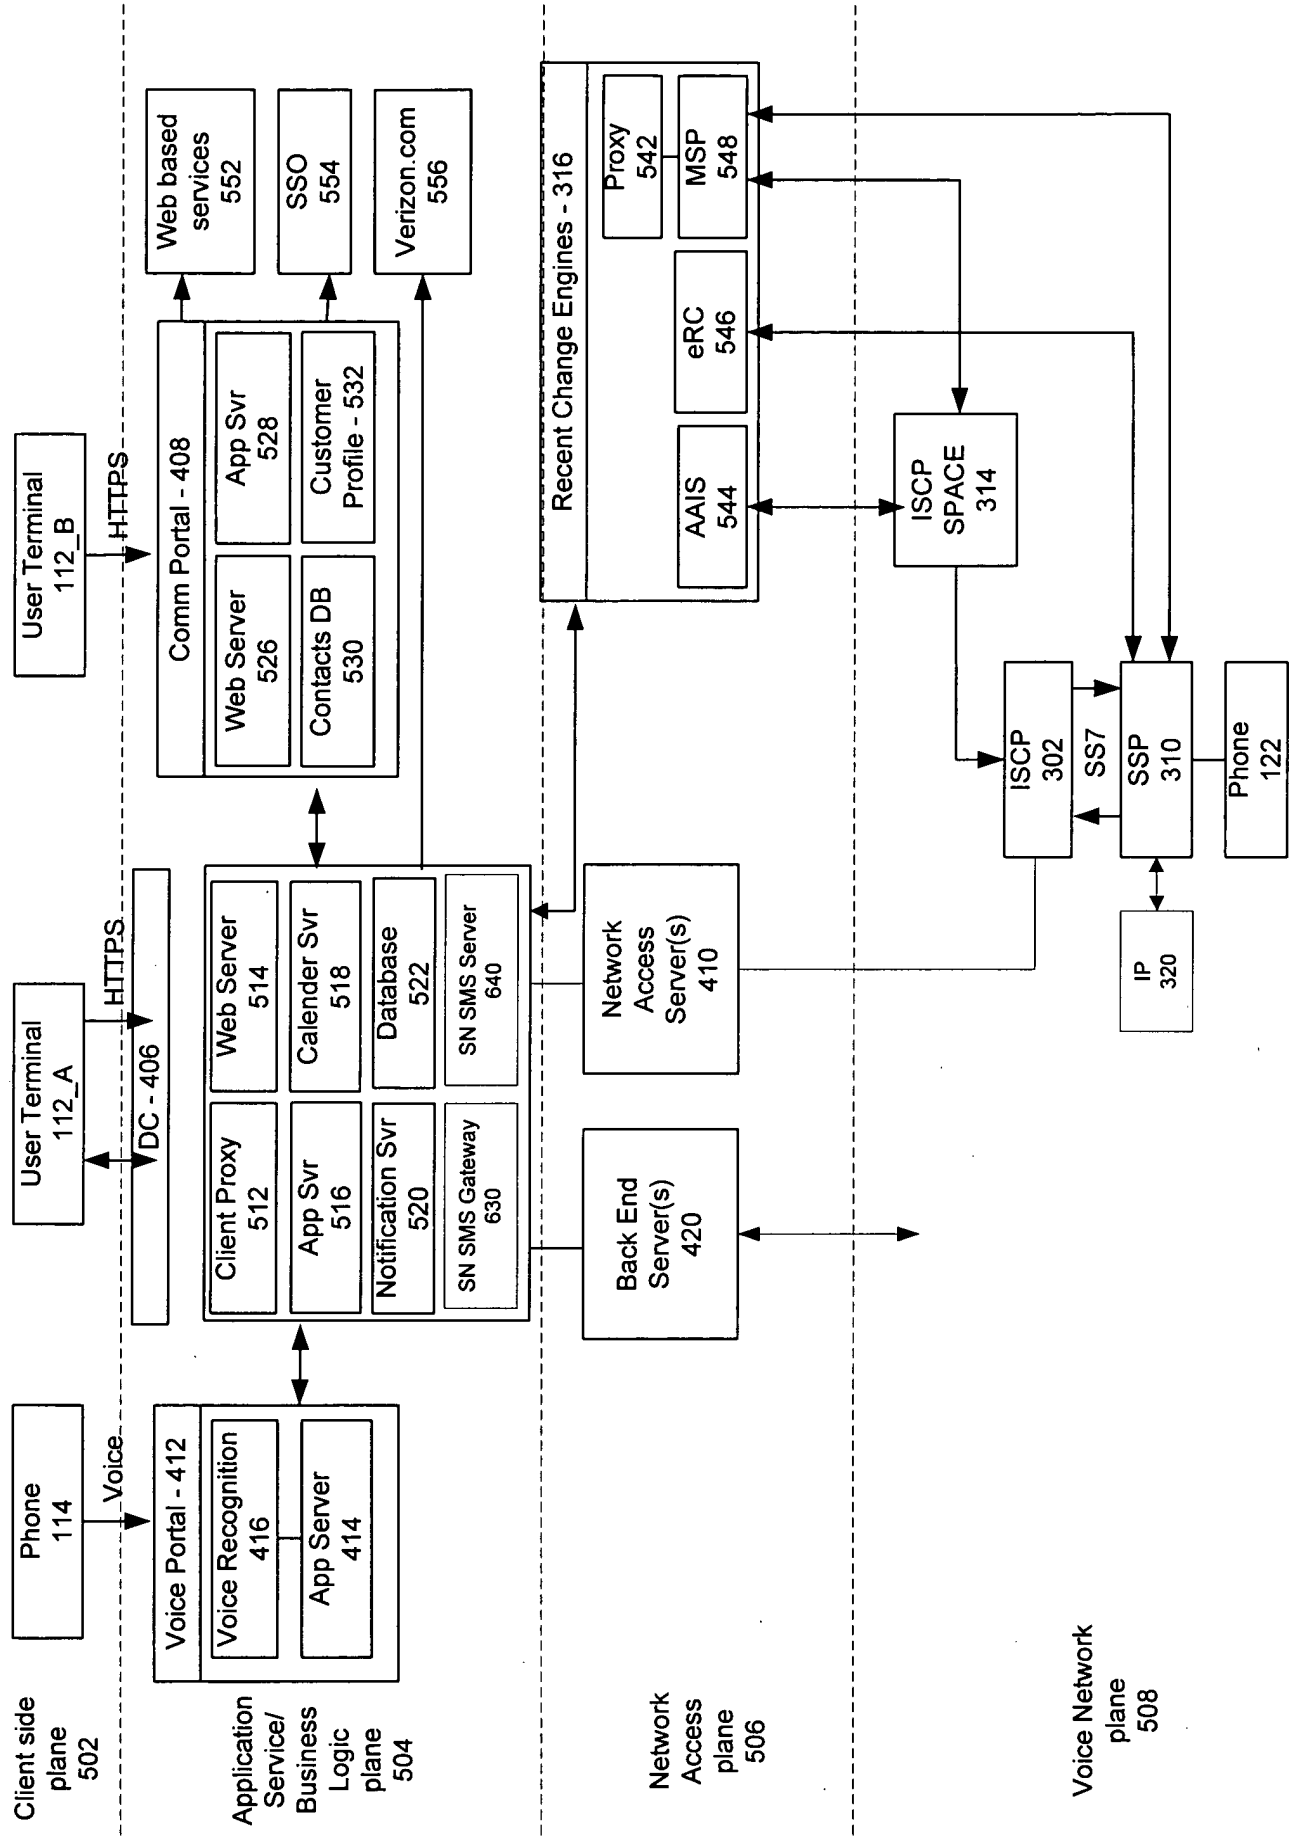 Client side
plane
502
Phone
114
Voice
User Terminal
112_A
HTTPS
User Terminal
112_B
HTTPS
Application
Service/
Business
Logic
plane
504
Voice Portal - 412
Voice Recognition
416
App Server
414
DC - 406
Client Proxy
512
Web Server
514
App Svr
516
Calender Svr
518
Notification Svr
520
Database
522
SN SMS Gateway
630
SN SMS Server
640
Comm Portal - 408
Web Server
526
App Svr
528
Contacts DB
530
Customer
Profile - 532
Web based
services
552
SSO
554
Verizon.com
556
Network
Access
plane
506
Back End
Server(s)
420
Network
Access
Server(s)
410
Recent Change Engines - 316
AAIS
544
eRC
546
Proxy
542
MSP
548
Voice Network
plane
508
ISCP
SPACE
314
ISCP
302
SS7
SSP
310
IP
320
Phone
122